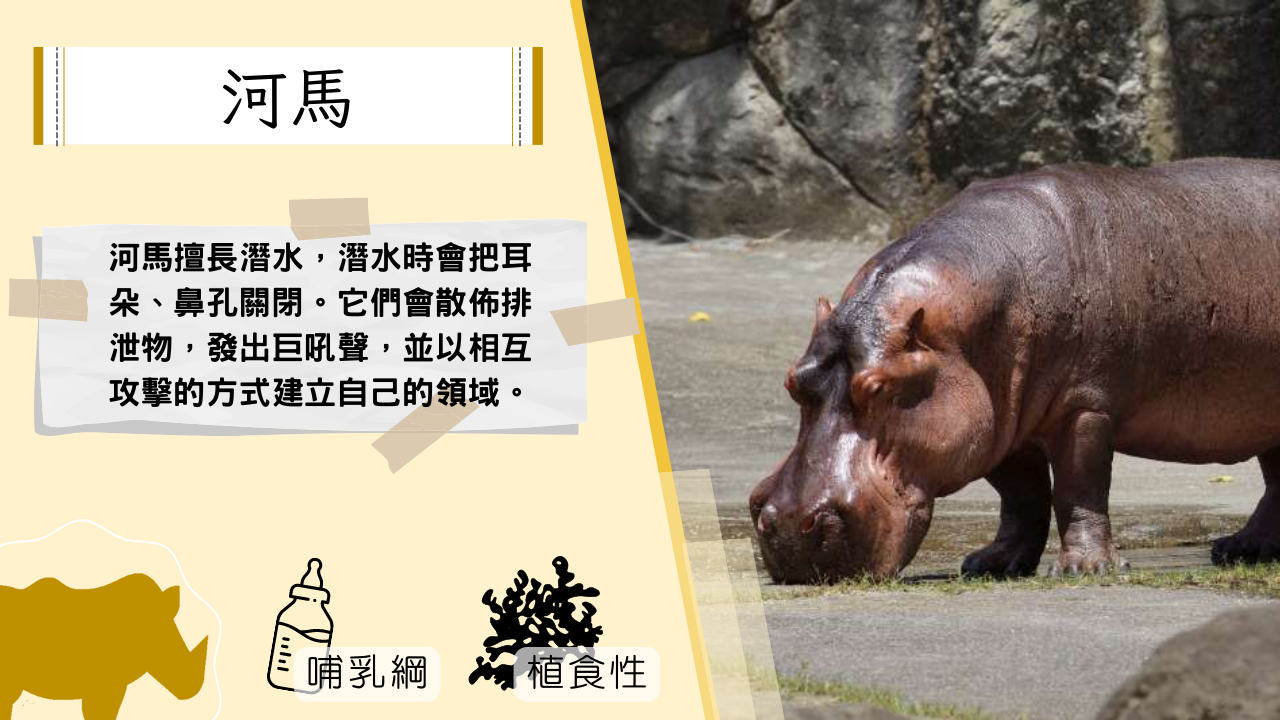 河馬
河馬擅長潛水，潛水時會把耳
朵、鼻孔關閉。它們會散佈排
泄物，發出巨吼聲，並以相互
攻擊的方式建立自己的領域。
哺乳綱
植食性